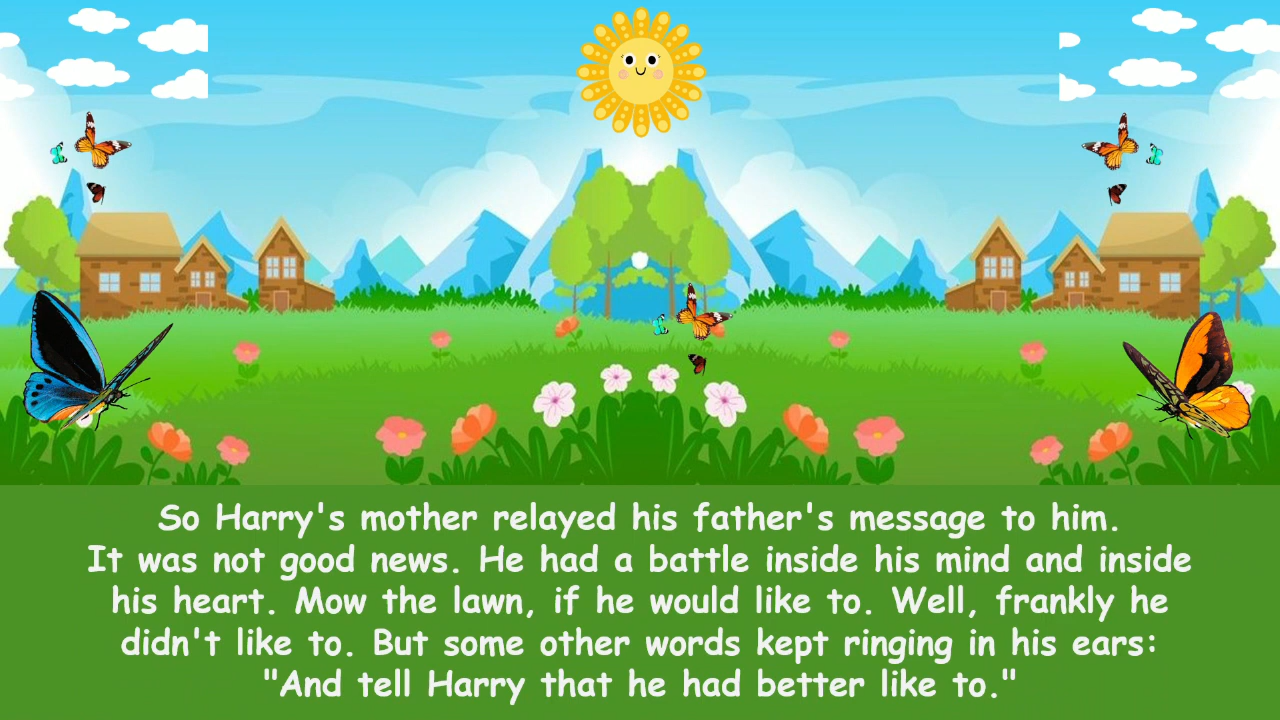 So Harry's mother relayed his father's message to him.
It was not good news. He had a battle inside his mind and inside
his heart. Mow the lawn, if he would like to. Well, frankly he
didn't like to. But some other words kept ringing in his ears:
"And tell Harry that he had better like to."